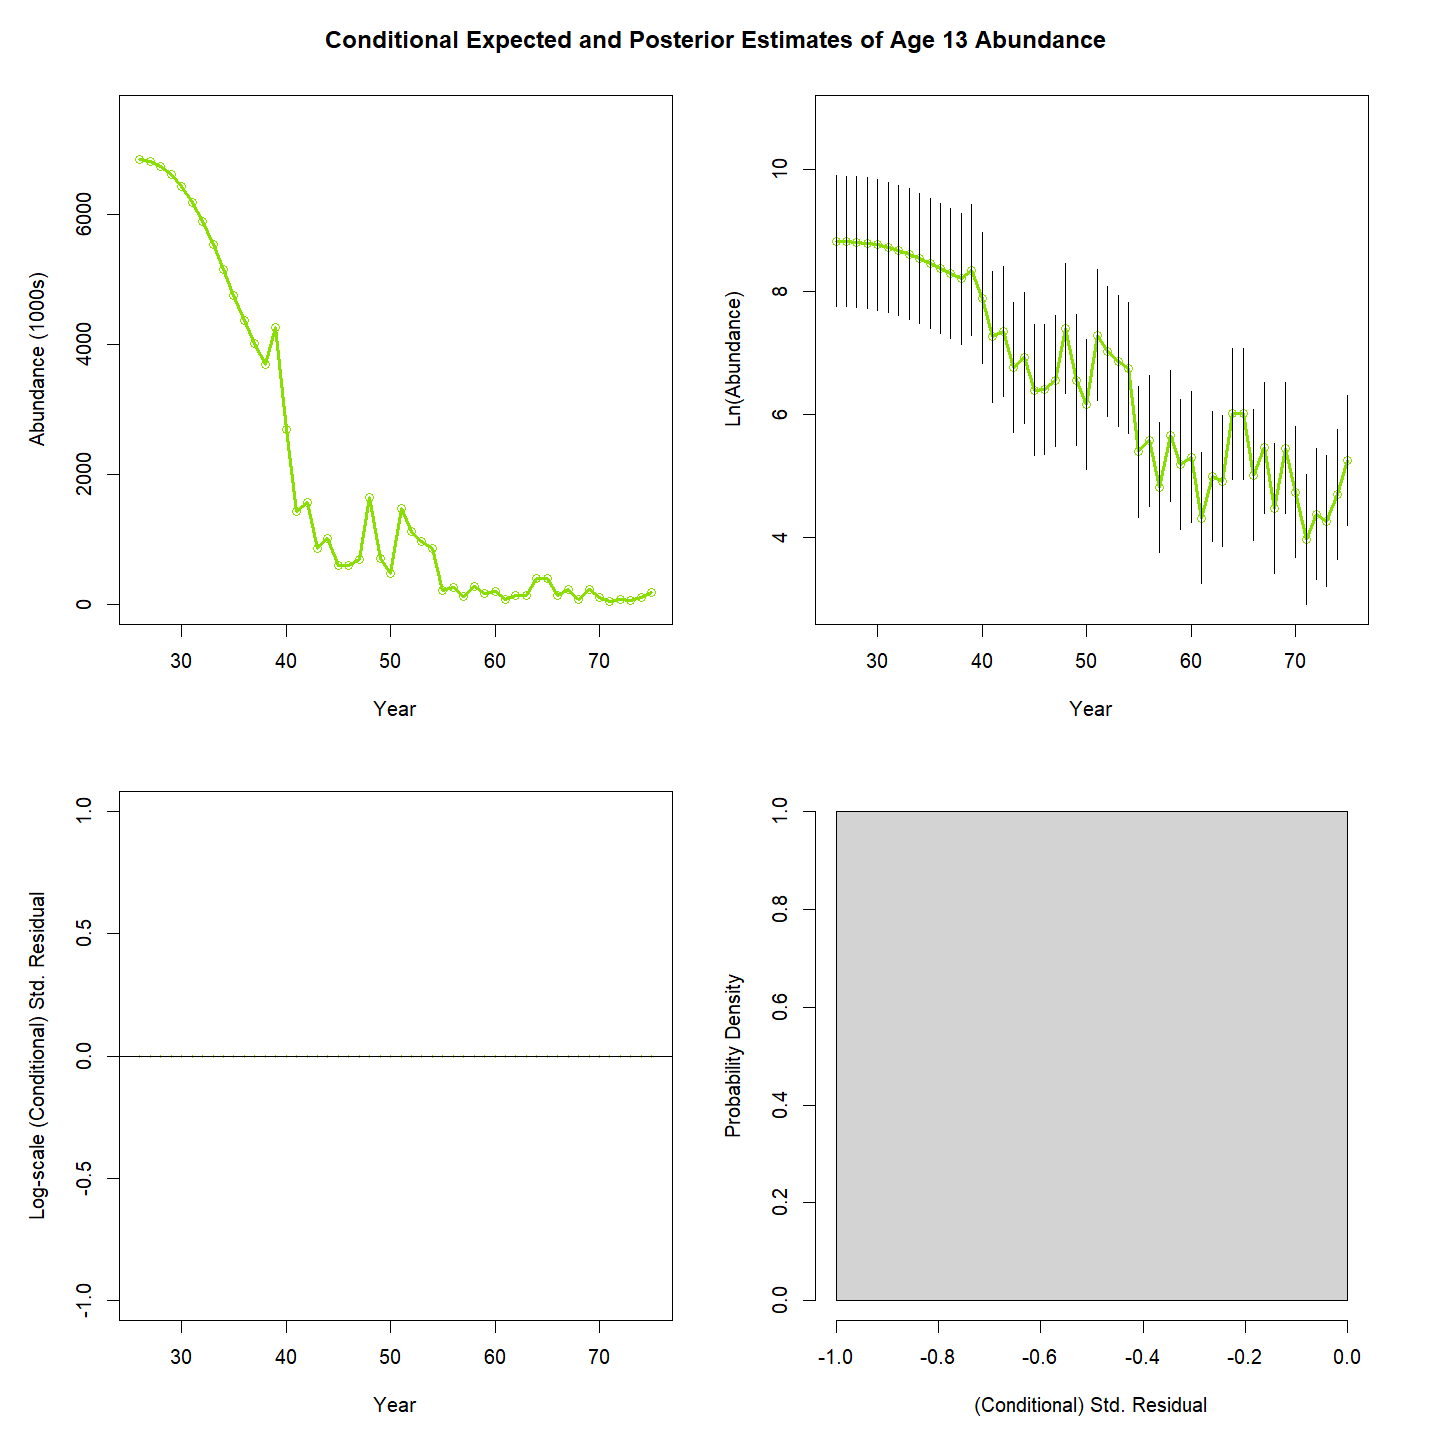 Conditional Expected and Posterior Estimates of Age 13 Abundance
Abundance (1000s)
6000
4000
2000
0
30 40 50 60 70
Year
Ln(Abundance)
10
8
6
4
30 40 50 60 70
Year
Log-scale (Conditional) Std. Residual
1.0
0.5
0.0
-0.5
-1.0
30 40 50 60 70
Year
Probability Density
1.0
0.8
0.6
0.4
0.2
0.0
-1.0 -0.8 -0.6 -0.4 -0.2 0.0
(Conditional) Std. Residual